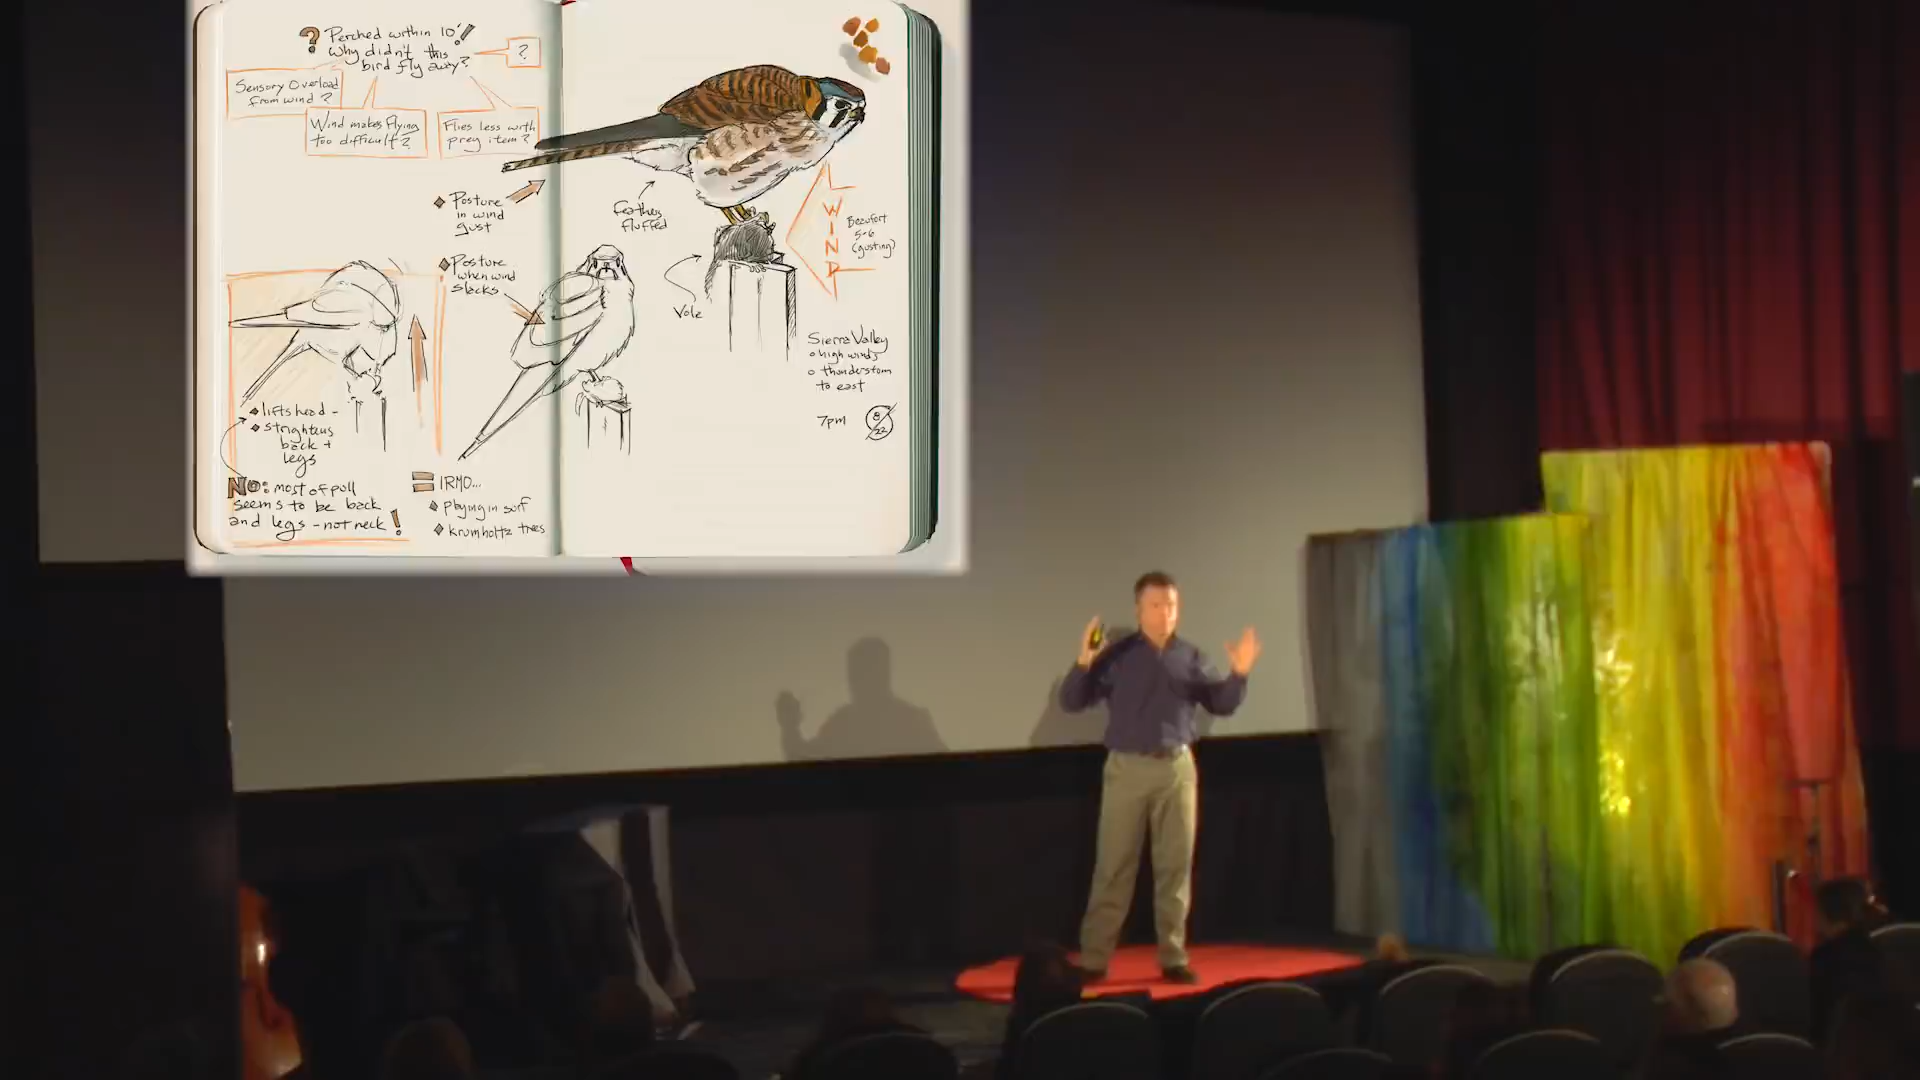 ? Perched within 10'!
Why didn't this
bird fly away?
?
Sensory Overload
from wind?
Wind makes flying
too difficult?
Flies less with
prey item?
Posture
in wind
gust
Feathers
fluffed
WIND
Beaufort
5-6
(gusting)
Posture
when wind
slacks
Vole
Sierra Valley
high winds
thunderstom
to east
7pm
8/22
lifts head -
strightens
back +
legs
NO: most of pull
seems to be back
and legs - not neck!
IRMO...
playing in surf
krumholtz trees